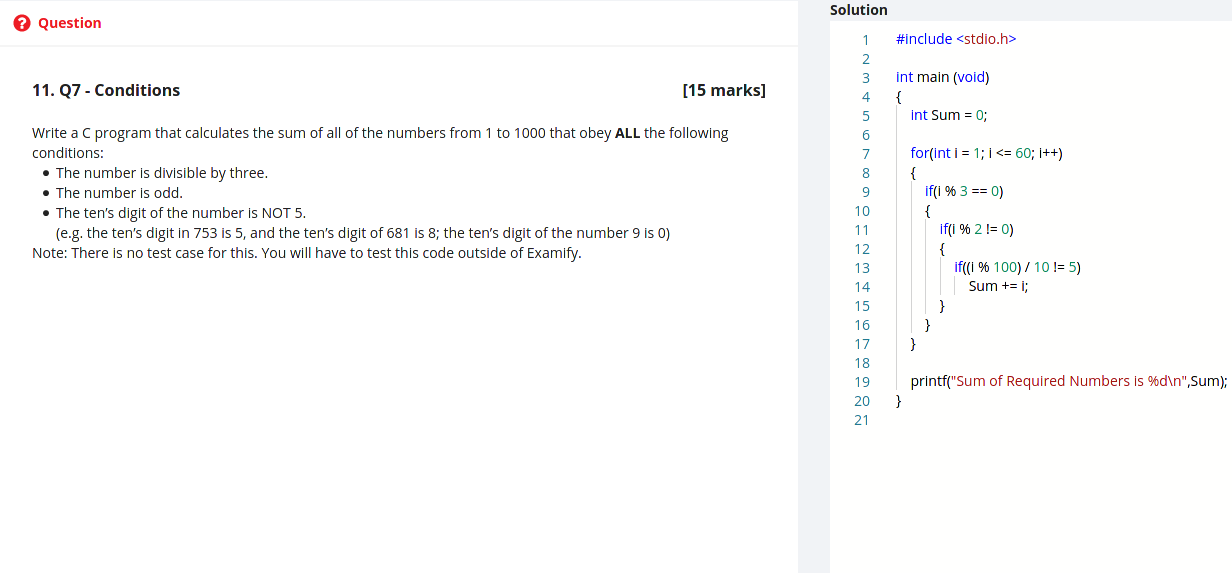 Question
11. Q7 - Conditions [15 marks]
Write a C program that calculates the sum of all of the numbers from 1 to 1000 that obey ALL the following
conditions:
• The number is divisible by three.
• The number is odd.
• The ten's digit of the number is NOT 5.
(e.g. the ten's digit in 753 is 5, and the ten's digit of 681 is 8; the ten's digit of the number 9 is 0)
Note: There is no test case for this. You will have to test this code outside of Examify.
Solution
1 #include <stdio.h>
2
3 int main (void)
4 {
5 int Sum = 0;
6
7 for(int i = 1; i <= 60; i++)
8 {
9 if(i % 3 == 0)
10 {
11 if(i % 2 != 0)
12 {
13 if((i % 100) / 10 != 5)
14 Sum += i;
15 }
16 }
17 }
18
19 printf("Sum of Required Numbers is %d\n",Sum);
20 }
21